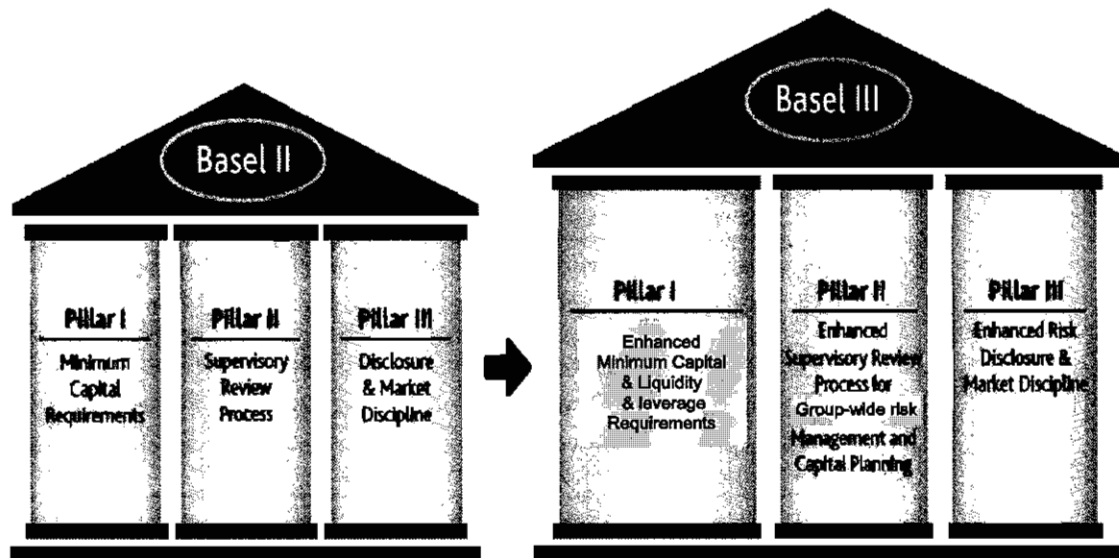 Basel II
Pillar I
Minimum
Capital
Requirements
Pillar II
Supervisory
Review
Process
Pillar III
Disclosure
& Market
Discipline
Basel III
Pillar I
Enhanced
Minimum Capital
& Liquidity
& leverage
Requirements
Pillar II
Enhanced
Supervisory Review
Process for
Group-wide risk
Management and
Capital Planning
Pillar III
Enhanced Risk
Disclosure &
Market Discipline